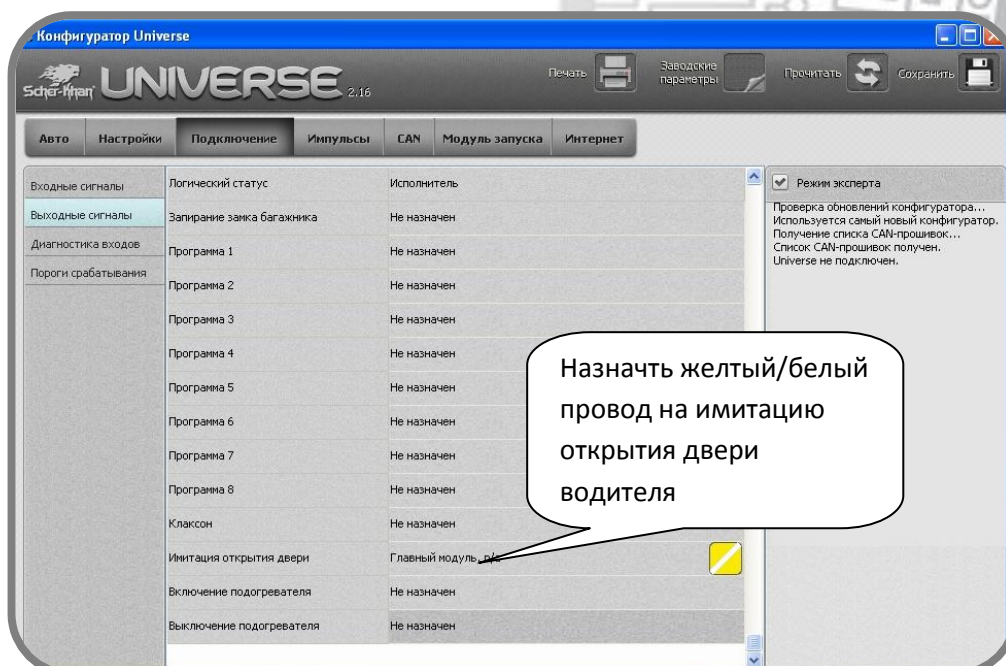 Конфигуратор Universe
Scher-Khan UNIVERSE 2.16
Печать
Заводские параметры
Прочитать
Сохранить
Авто Настройки Подключение Импульсы CAN Модуль запуска Интернет
Входные сигналы
Выходные сигналы
Диагностика входов
Пороги срабатывания
Логический статус Исполнитель
Запирание замка багажника Не назначен
Программа 1 Не назначен
Программа 2 Не назначен
Программа 3 Не назначен
Программа 4 Не назначен
Программа 5 Не назначен
Программа 6 Не назначен
Программа 7 Не назначен
Программа 8 Не назначен
Клаксон Не назначен
Имитация открытия двери Главный модуль,
Включение подогревателя Не назначен
Выключение подогревателя Не назначен
Режим эксперта
Проверка обновлений конфигуратора...
Используется самый новый конфигуратор.
Получение списка CAN-прошивок...
Список CAN-прошивок получен.
Universe не подключен.
Назначть желтый/белый
провод на имитацию
открытия двери
водителя